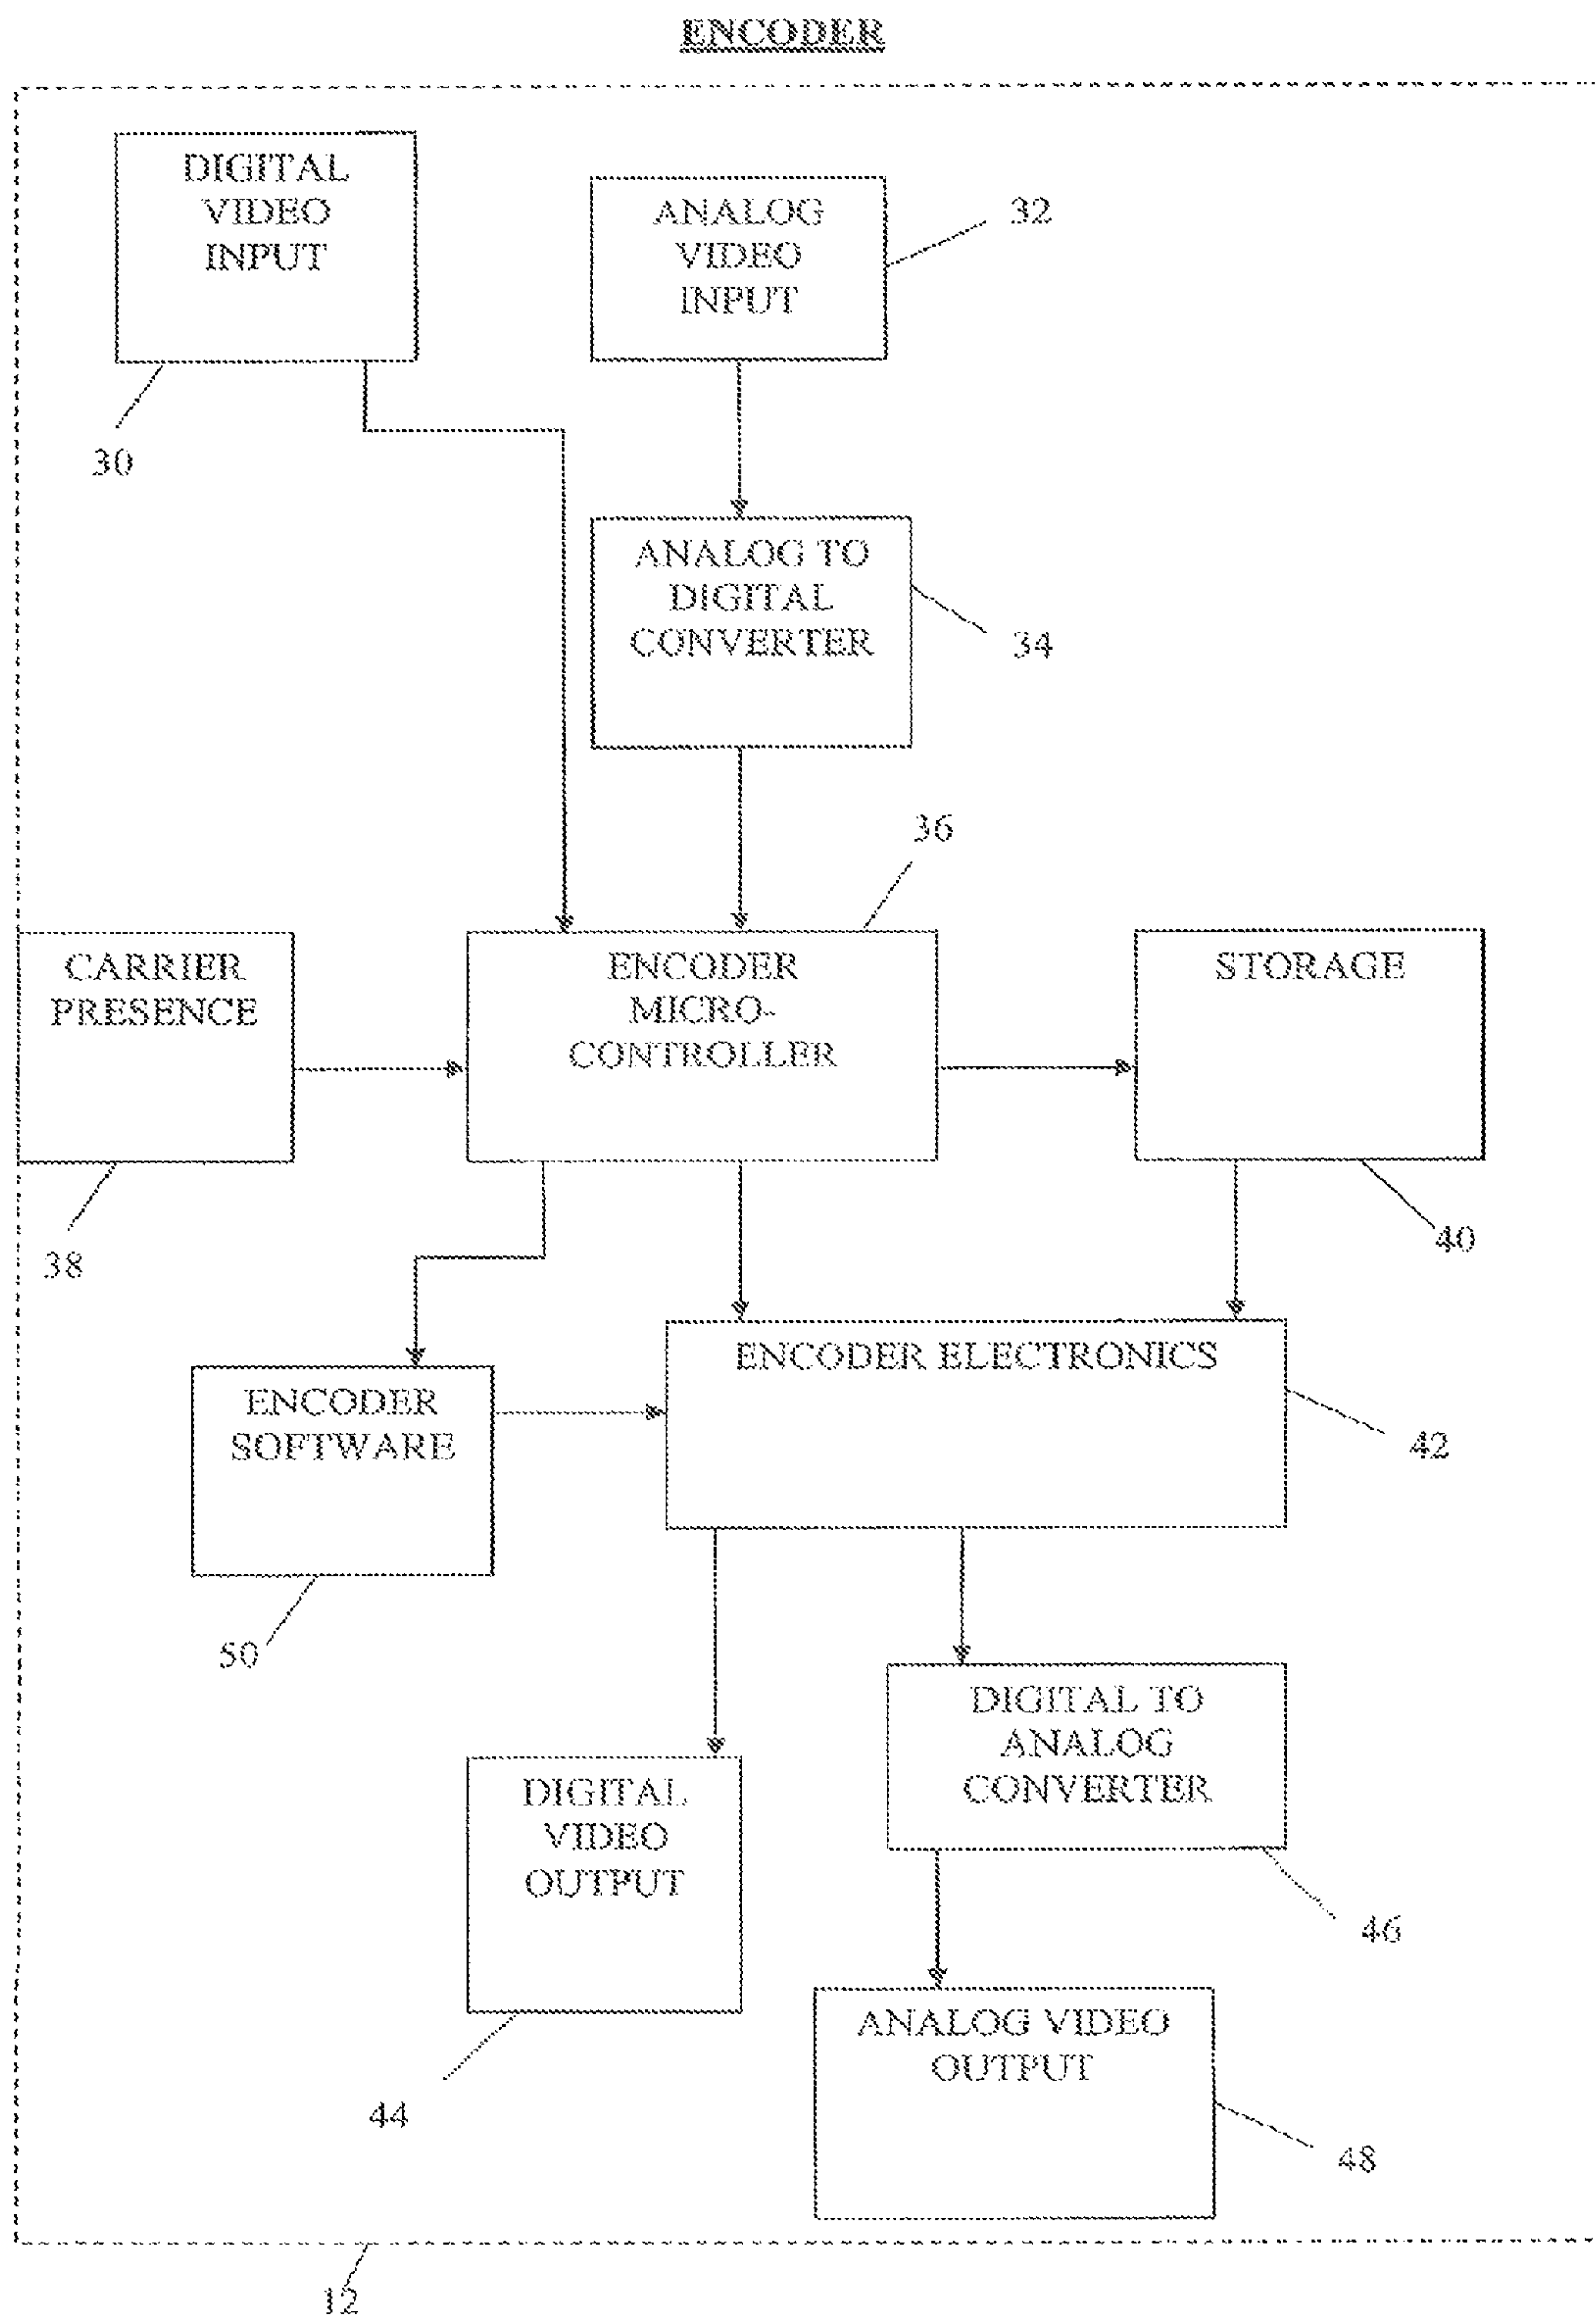 ENCODER
DIGITAL
VIDEO
INPUT
30
ANALOG
VIDEO
INPUT
32
ANALOG TO
DIGITAL
CONVERTER
34
36
CARRIER
PRESENCE
38
ENCODER
MICRO-
CONTROLLER
STORAGE
40
ENCODER
SOFTWARE
50
ENCODER ELECTRONICS
42
DIGITAL
VIDEO
OUTPUT
44
DIGITAL TO
ANALOG
CONVERTER
46
ANALOG VIDEO
OUTPUT
48
12